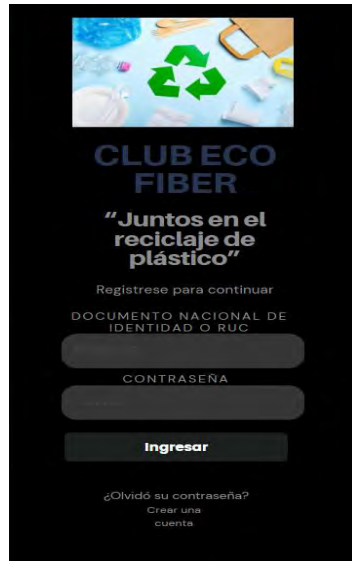 CLUB ECO
FIBER
“Juntos en el
reciclaje de
plástico”
Registrese para continuar
DOCUMENTO NACIONAL DE
IDENTIDAD O RUC
CONTRASEÑA
Ingresar
¿Olvidó su contraseña?
Crear una
cuenta